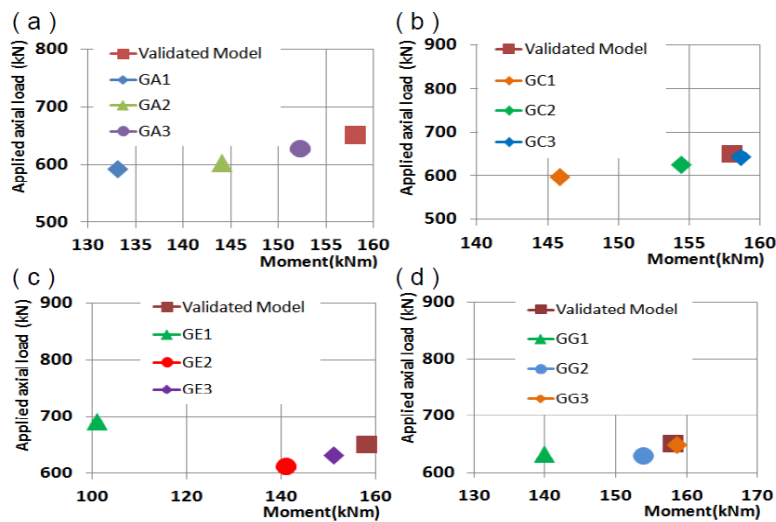 ( a )
Applied axial load (kN)
800
700
600
500
Validated Model
GA1
GA2
GA3
130 135 140 145 150 155 160
Moment(kNm)
( b )
Applied axial load (kN)
900
800
700
600
500
Validated Model
GC1
GC2
GC3
140 145 150 155 160
Moment(kNm)
( c )
Applied axial load (kN)
900
800
700
600
Validated Model
GE1
GE2
GE3
100 120 140 160
Moment(kNm)
( d )
Applied axial load (kN)
900
800
700
600
Validated Model
GG1
GG2
GG3
130 140 150 160 170
Moment(kNm)